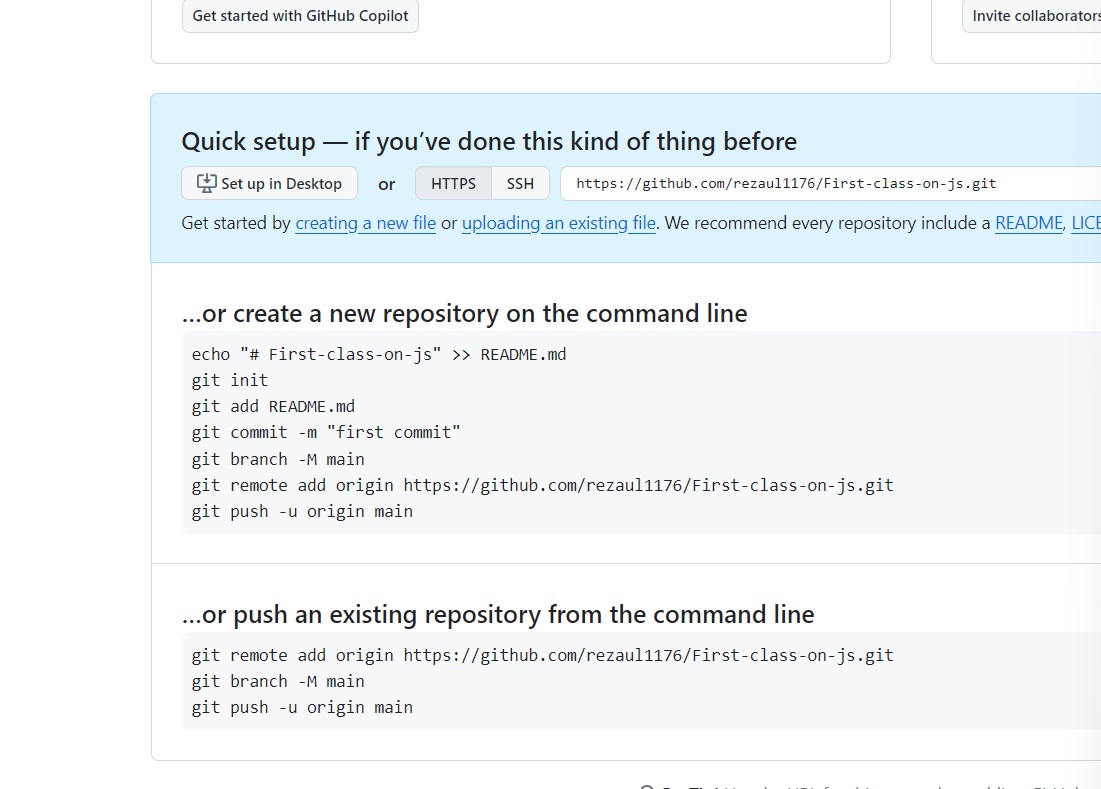 Get started with GitHub Copilot
Invite collaborators
Quick setup — if you’ve done this kind of thing before
Set up in Desktop or HTTPS SSH https://github.com/rezaul1176/First-class-on-js.git
Get started by creating a new file or uploading an existing file. We recommend every repository include a README,
...or create a new repository on the command line
echo "# First-class-on-js" >> README.md
git init
git add README.md
git commit -m "first commit"
git branch -M main
git remote add origin https://github.com/rezaul1176/First-class-on-js.git
git push -u origin main
...or push an existing repository from the command line
git remote add origin https://github.com/rezaul1176/First-class-on-js.git
git branch -M main
git push -u origin main